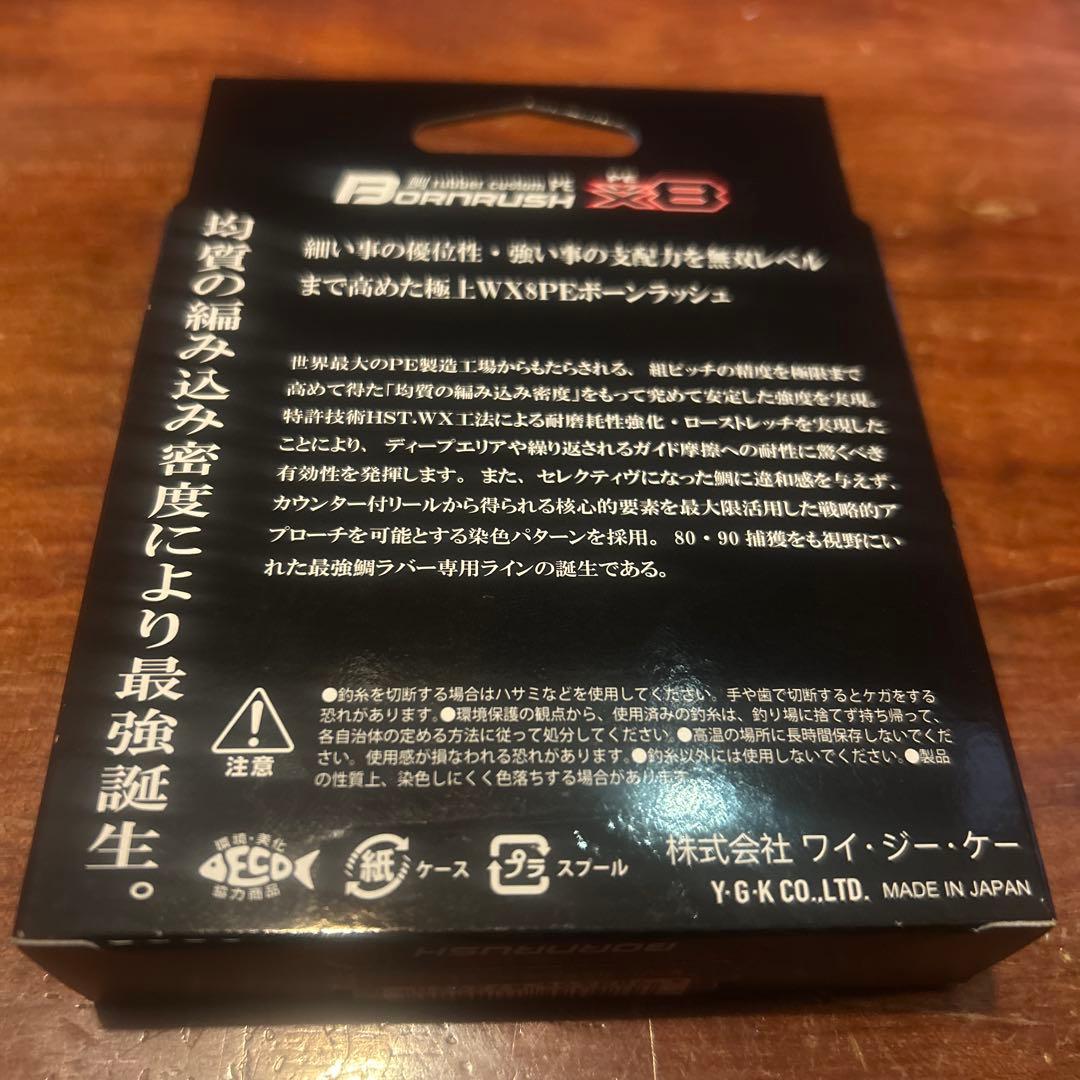 rubber custom PE
BORNRUSH PE X8
均質の編み込み密度により最強誕生。
細い事の優位性・強い事の支配力を無双レベル
まで高めた極上WX8PEボーンラッシュ
世界最大のPE製造工場からもたらされる、組ピッチの精度を極限まで
高めて得た「均質の編み込み密度」をもって究めて安定した強度を実現。
特許技術HST.WX工法による耐磨耗性強化・ローストレッチを実現した
ことにより、ディープエリアや繰り返されるガイド摩擦への耐性に驚くべき
有効性を発揮します。また、セレクティヴになった鯛に違和感を与えず、
カウンター付リールから得られる核心的要素を最大限活用した戦略的ア
プローチを可能とする染色パターンを採用。80・90捕獲をも視野にい
れた最強鯛ラバー専用ラインの誕生である。
注意
●釣糸を切断する場合はハサミなどを使用してください。手や歯で切断するとケガをする
恐れがあります。●環境保護の観点から、使用済みの釣糸は、釣り場に捨てず持ち帰って、
各自治体の定める方法に従って処分してください。●高温の場所に長時間保存しないでくだ
さい。使用感が損なわれる恐れがあります。●釣糸以外には使用しないでください。●製品
の性質上、染色しにくく色落ちする場合があります。
環境・美化
ECO
協力商品
紙 ケース
プラ スプール
株式会社 ワイ・ジー・ケー
Y·G·K CO.,LTD. MADE IN JAPAN
BORNRUSH